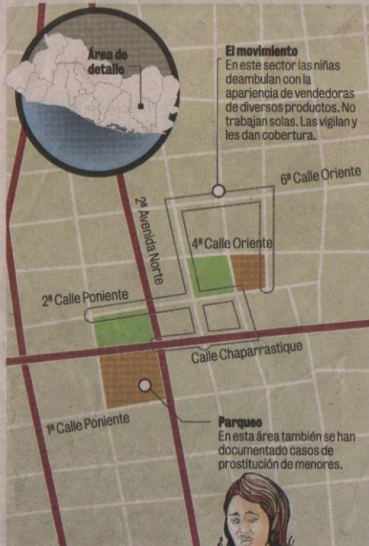 Área de
detalle
El movimiento
En este sector las niñas
deambulan con la
apariencia de vendedoras
de diversos productos. No
trabajan solas. Las vigilan y
les dan cobertura.
6ª Calle Oriente
2ª Avenida Norte
4ª Calle Oriente
2ª Calle Poniente
Calle Chaparrastique
1ª Calle Poniente
Parqueo
En esta área también se han
documentado casos de
prostitución de menores.